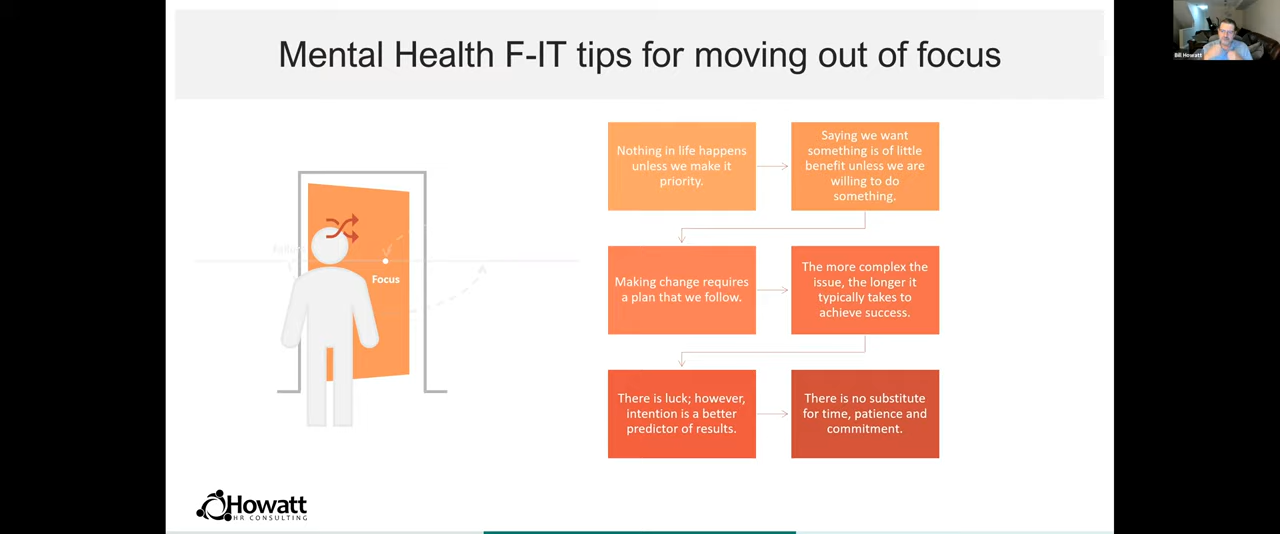 Mental Health F-IT tips for moving out of focus
Bill Howatt
Nothing in life happens
unless we make it
priority.
Saying we want
something is of little
benefit unless we are
willing to do
something.
Focus
Making change requires
a plan that we follow.
The more complex the
issue, the longer it
typically takes to
achieve success.
There is luck; however,
intention is a better
predictor of results.
There is no substitute
for time, patience and
commitment.
Howatt
HR CONSULTING